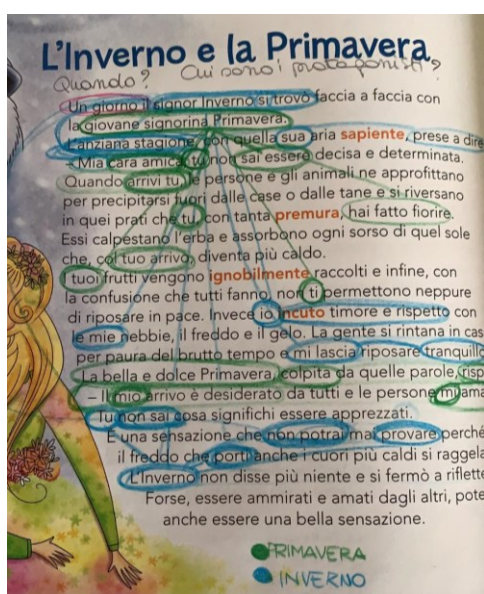 L'Inverno e la Primavera
Quando? Cui sono i protagonisti?
Un giorno il signor Inverno si trovò faccia a faccia con
la giovane signorina Primavera.
L'anziana stagione, con quella sua aria sapiente, prese a dire:
– Mia cara amica, tu non sai essere decisa e determinata.
Quando arrivi tu, le persone e gli animali ne approfittano
per precipitarsi fuori dalle case o dalle tane e si riversano
in quei prati che tu, con tanta premura, hai fatto fiorire.
Essi calpestano l'erba e assorbono ogni sorso di quel sole
che, col tuo arrivo, diventa più caldo.
I tuoi frutti vengono ignobilmente raccolti e infine, con
la confusione che tutti fanno, non ti permettono neppure
di riposare in pace. Invece io incuto timore e rispetto con
le mie nebbie, il freddo e il gelo. La gente si rintana in cas
per paura del brutto tempo e mi lascia riposare tranquillo
La bella e dolce Primavera, colpita da quelle parole, risp
– Il mio arrivo è desiderato da tutti e le persone mi ama
Tu non sai cosa significhi essere apprezzati.
È una sensazione che non potrai mai provare perché
il freddo che porti anche i cuori più caldi si raggela
L'Inverno non disse più niente e si fermò a riflette
Forse, essere ammirati e amati dagli altri, pote
anche essere una bella sensazione.
PRIMAVERA
INVERNO